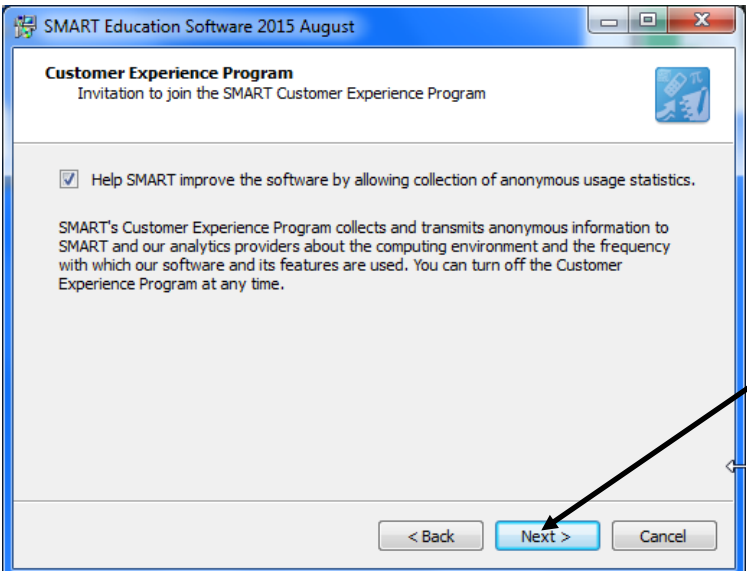 SMART Education Software 2015 August
Customer Experience Program
Invitation to join the SMART Customer Experience Program
Help SMART improve the software by allowing collection of anonymous usage statistics.
SMART's Customer Experience Program collects and transmits anonymous information to
SMART and our analytics providers about the computing environment and the frequency
with which our software and its features are used. You can turn off the Customer
Experience Program at any time.
< Back Next > Cancel